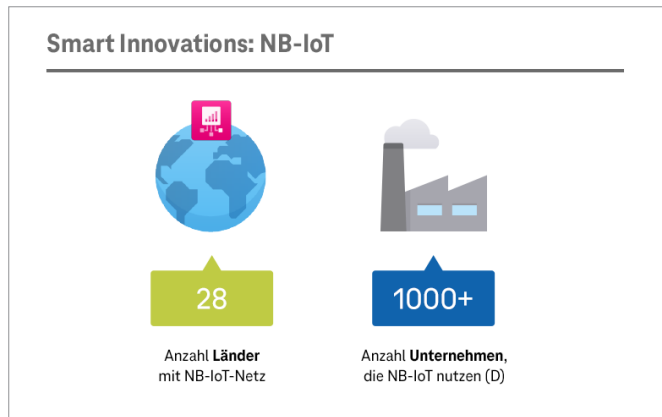 Smart Innovations: NB-IoT
28
1000+
Anzahl Länder
mit NB-IoT-Netz
Anzahl Unternehmen,
die NB-IoT nutzen (D)